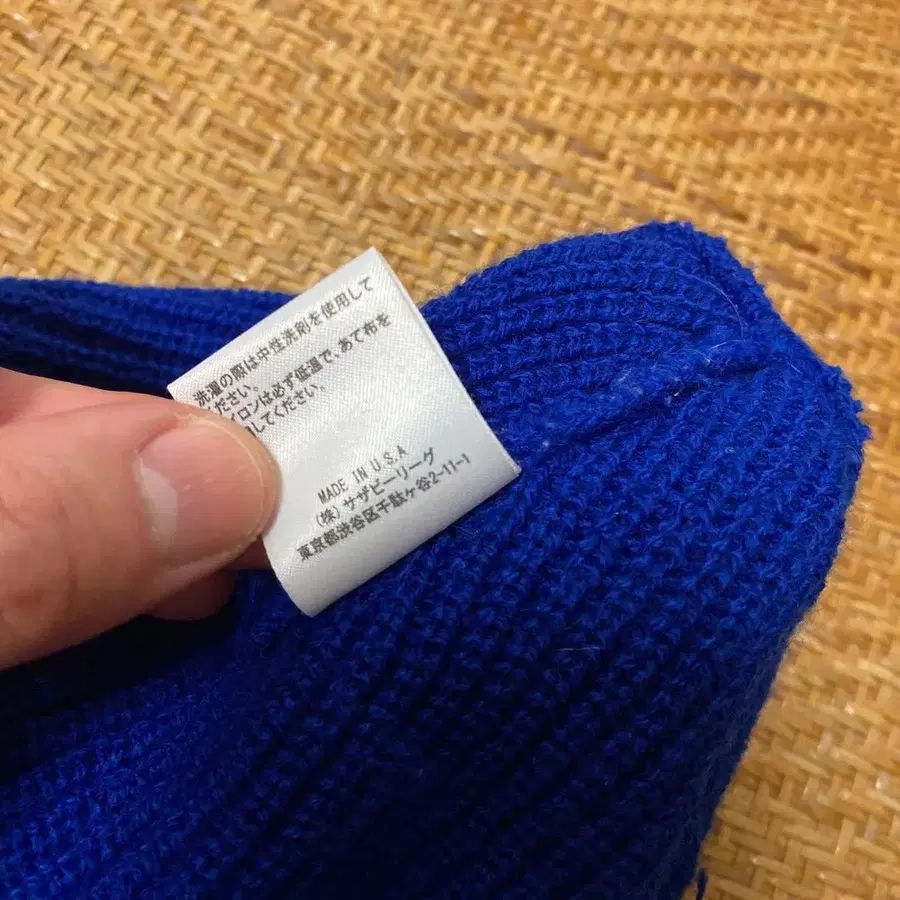 洗濯の際は中性洗剤を使用して
ください。
イロンは必ず低温で、あて布を
してください。
MADE IN U.S.A
(株)サザビーリーグ
東京都渋谷区千駄ヶ谷2-11-1